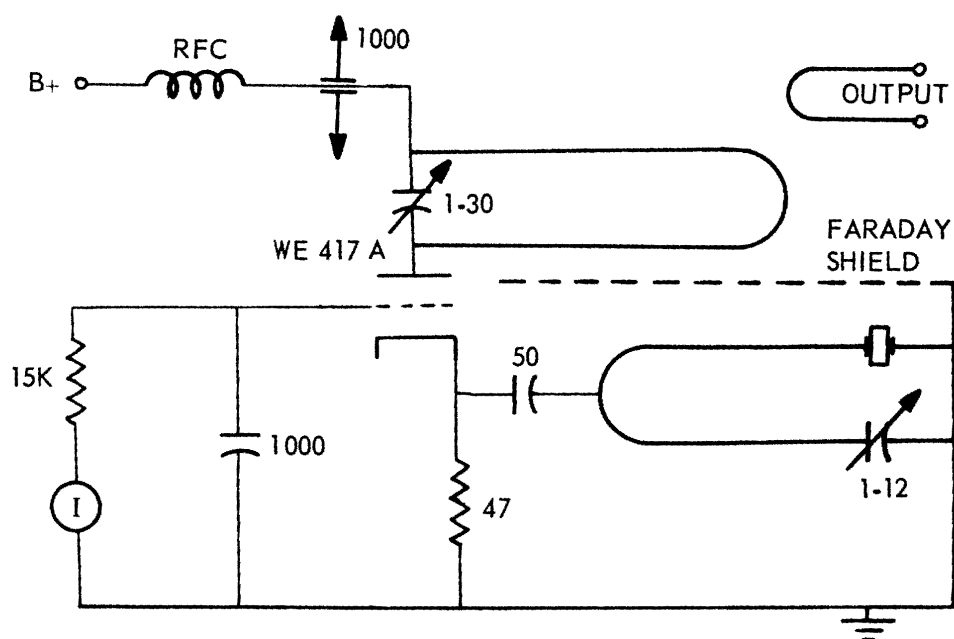 RFC
1000
B+
OUTPUT
1-30
WE 417 A
FARADAY
SHIELD
15K
50
1000
I
47
1-12